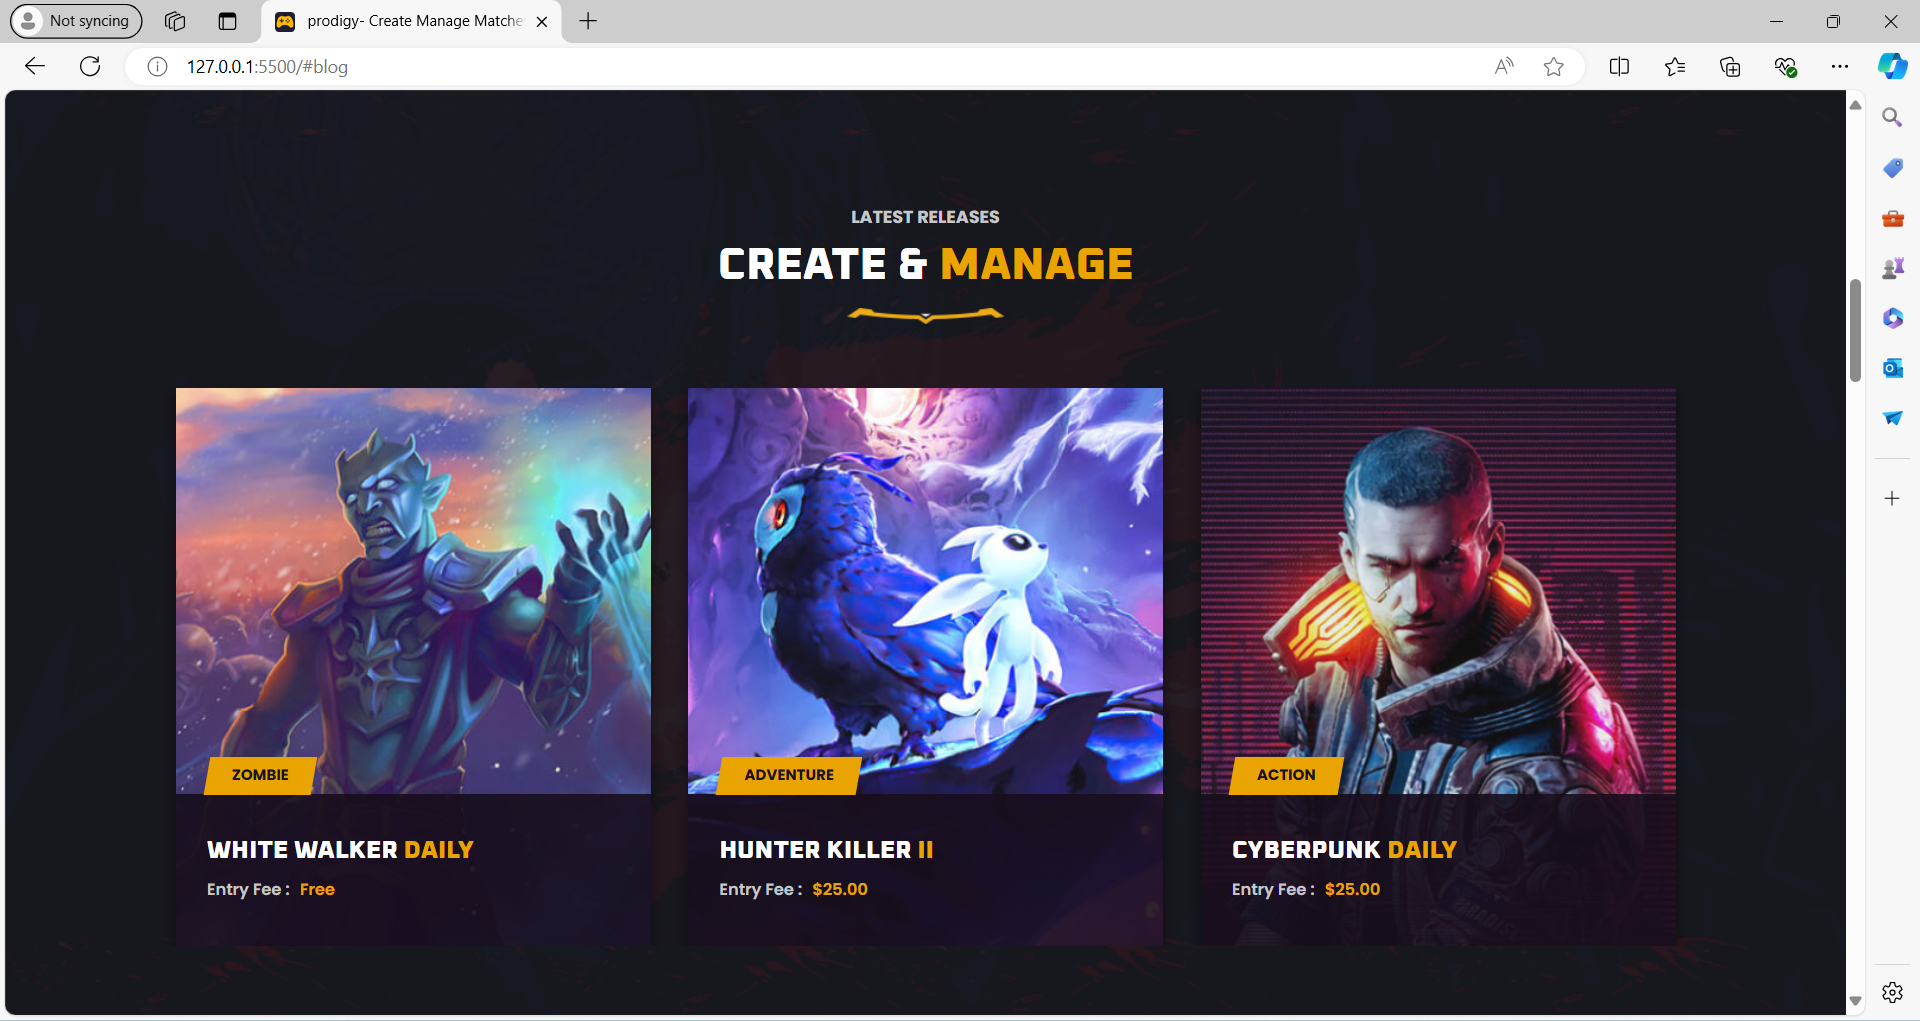 Not syncing
prodigy- Create Manage Matche
127.0.0.1:5500/#blog
LATEST RELEASES
CREATE & MANAGE
ZOMBIE
WHITE WALKER DAILY
Entry Fee : Free
ADVENTURE
HUNTER KILLER II
Entry Fee : $25.00
ACTION
CYBERPUNK DAILY
Entry Fee : $25.00
PARADISE